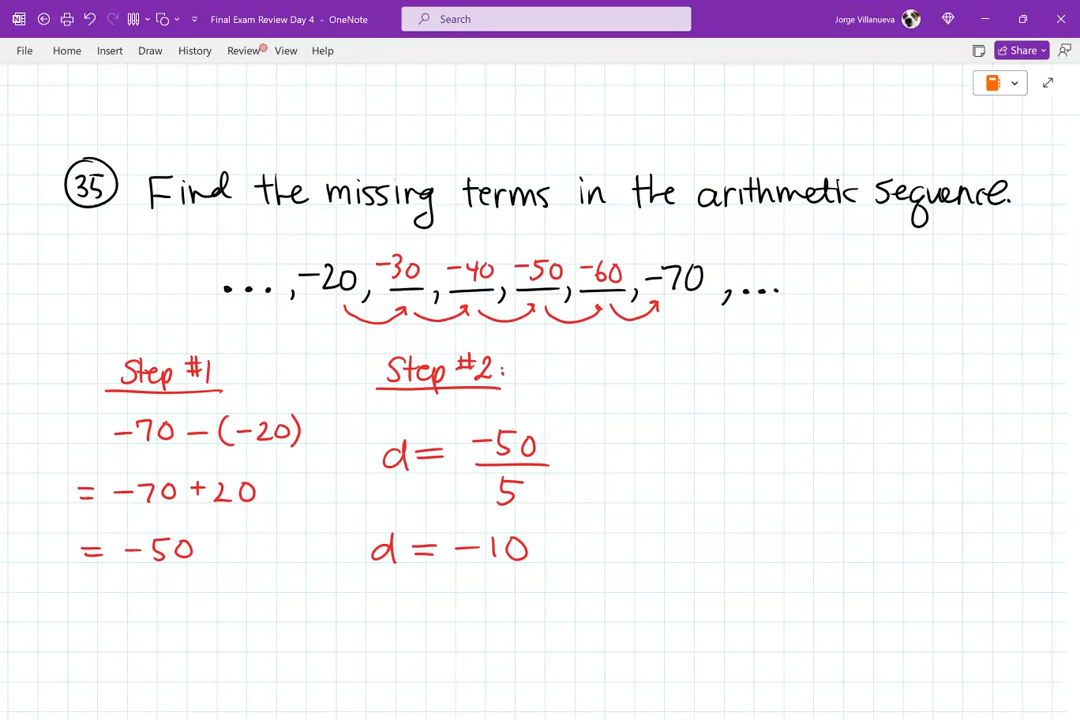 Final Exam Review Day 4 - OneNote
Search
Jorge Villanueva
File Home Insert Draw History Review View Help
Share
35 Find the missing terms in the arithmetic sequence.
..., -20, -30, -40, -50, -60, -70, ...
Step #1
-70 - (-20)
= -70 + 20
= -50
Step #2:
d = -50/5
d = -10